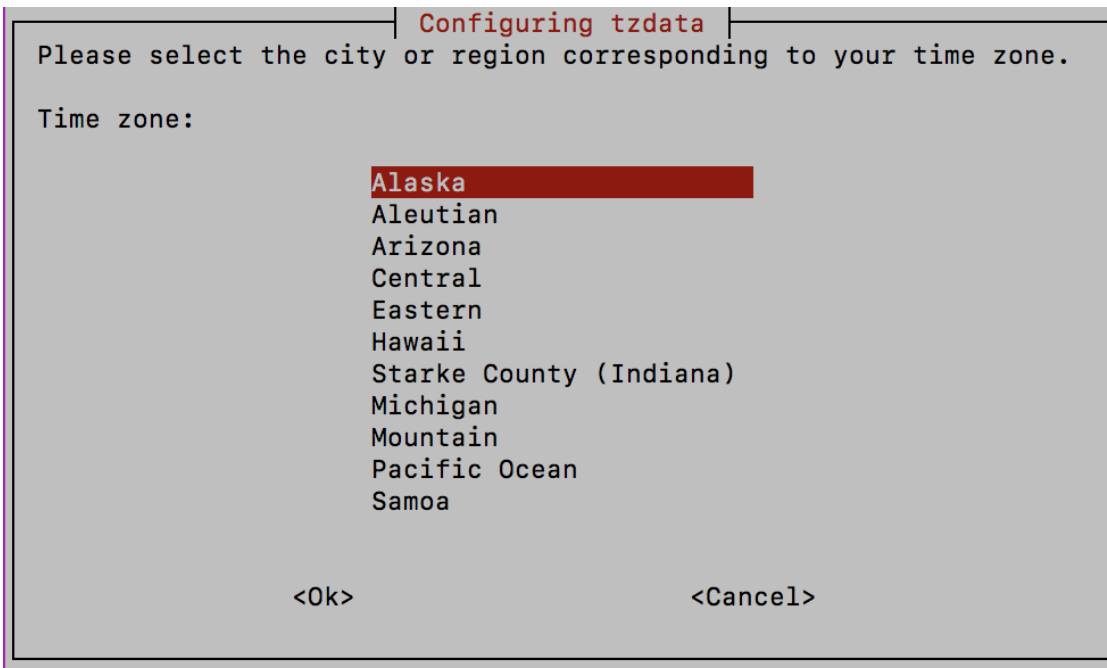 Configuring tzdata
Please select the city or region corresponding to your time zone.
Time zone:
Alaska
Aleutian
Arizona
Central
Eastern
Hawaii
Starke County (Indiana)
Michigan
Mountain
Pacific Ocean
Samoa
<Ok> <Cancel>